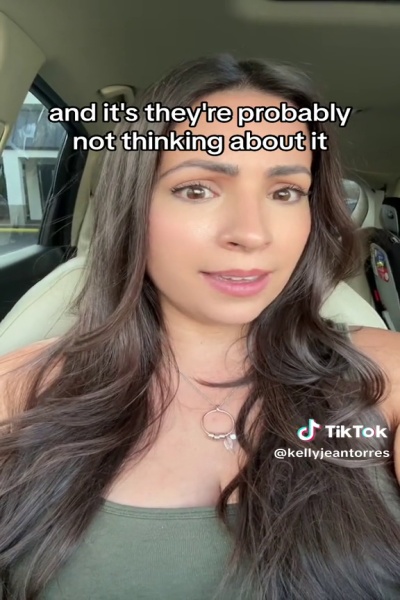 and it's they're probably
not thinking about it
TikTok
@kellyjeantorres